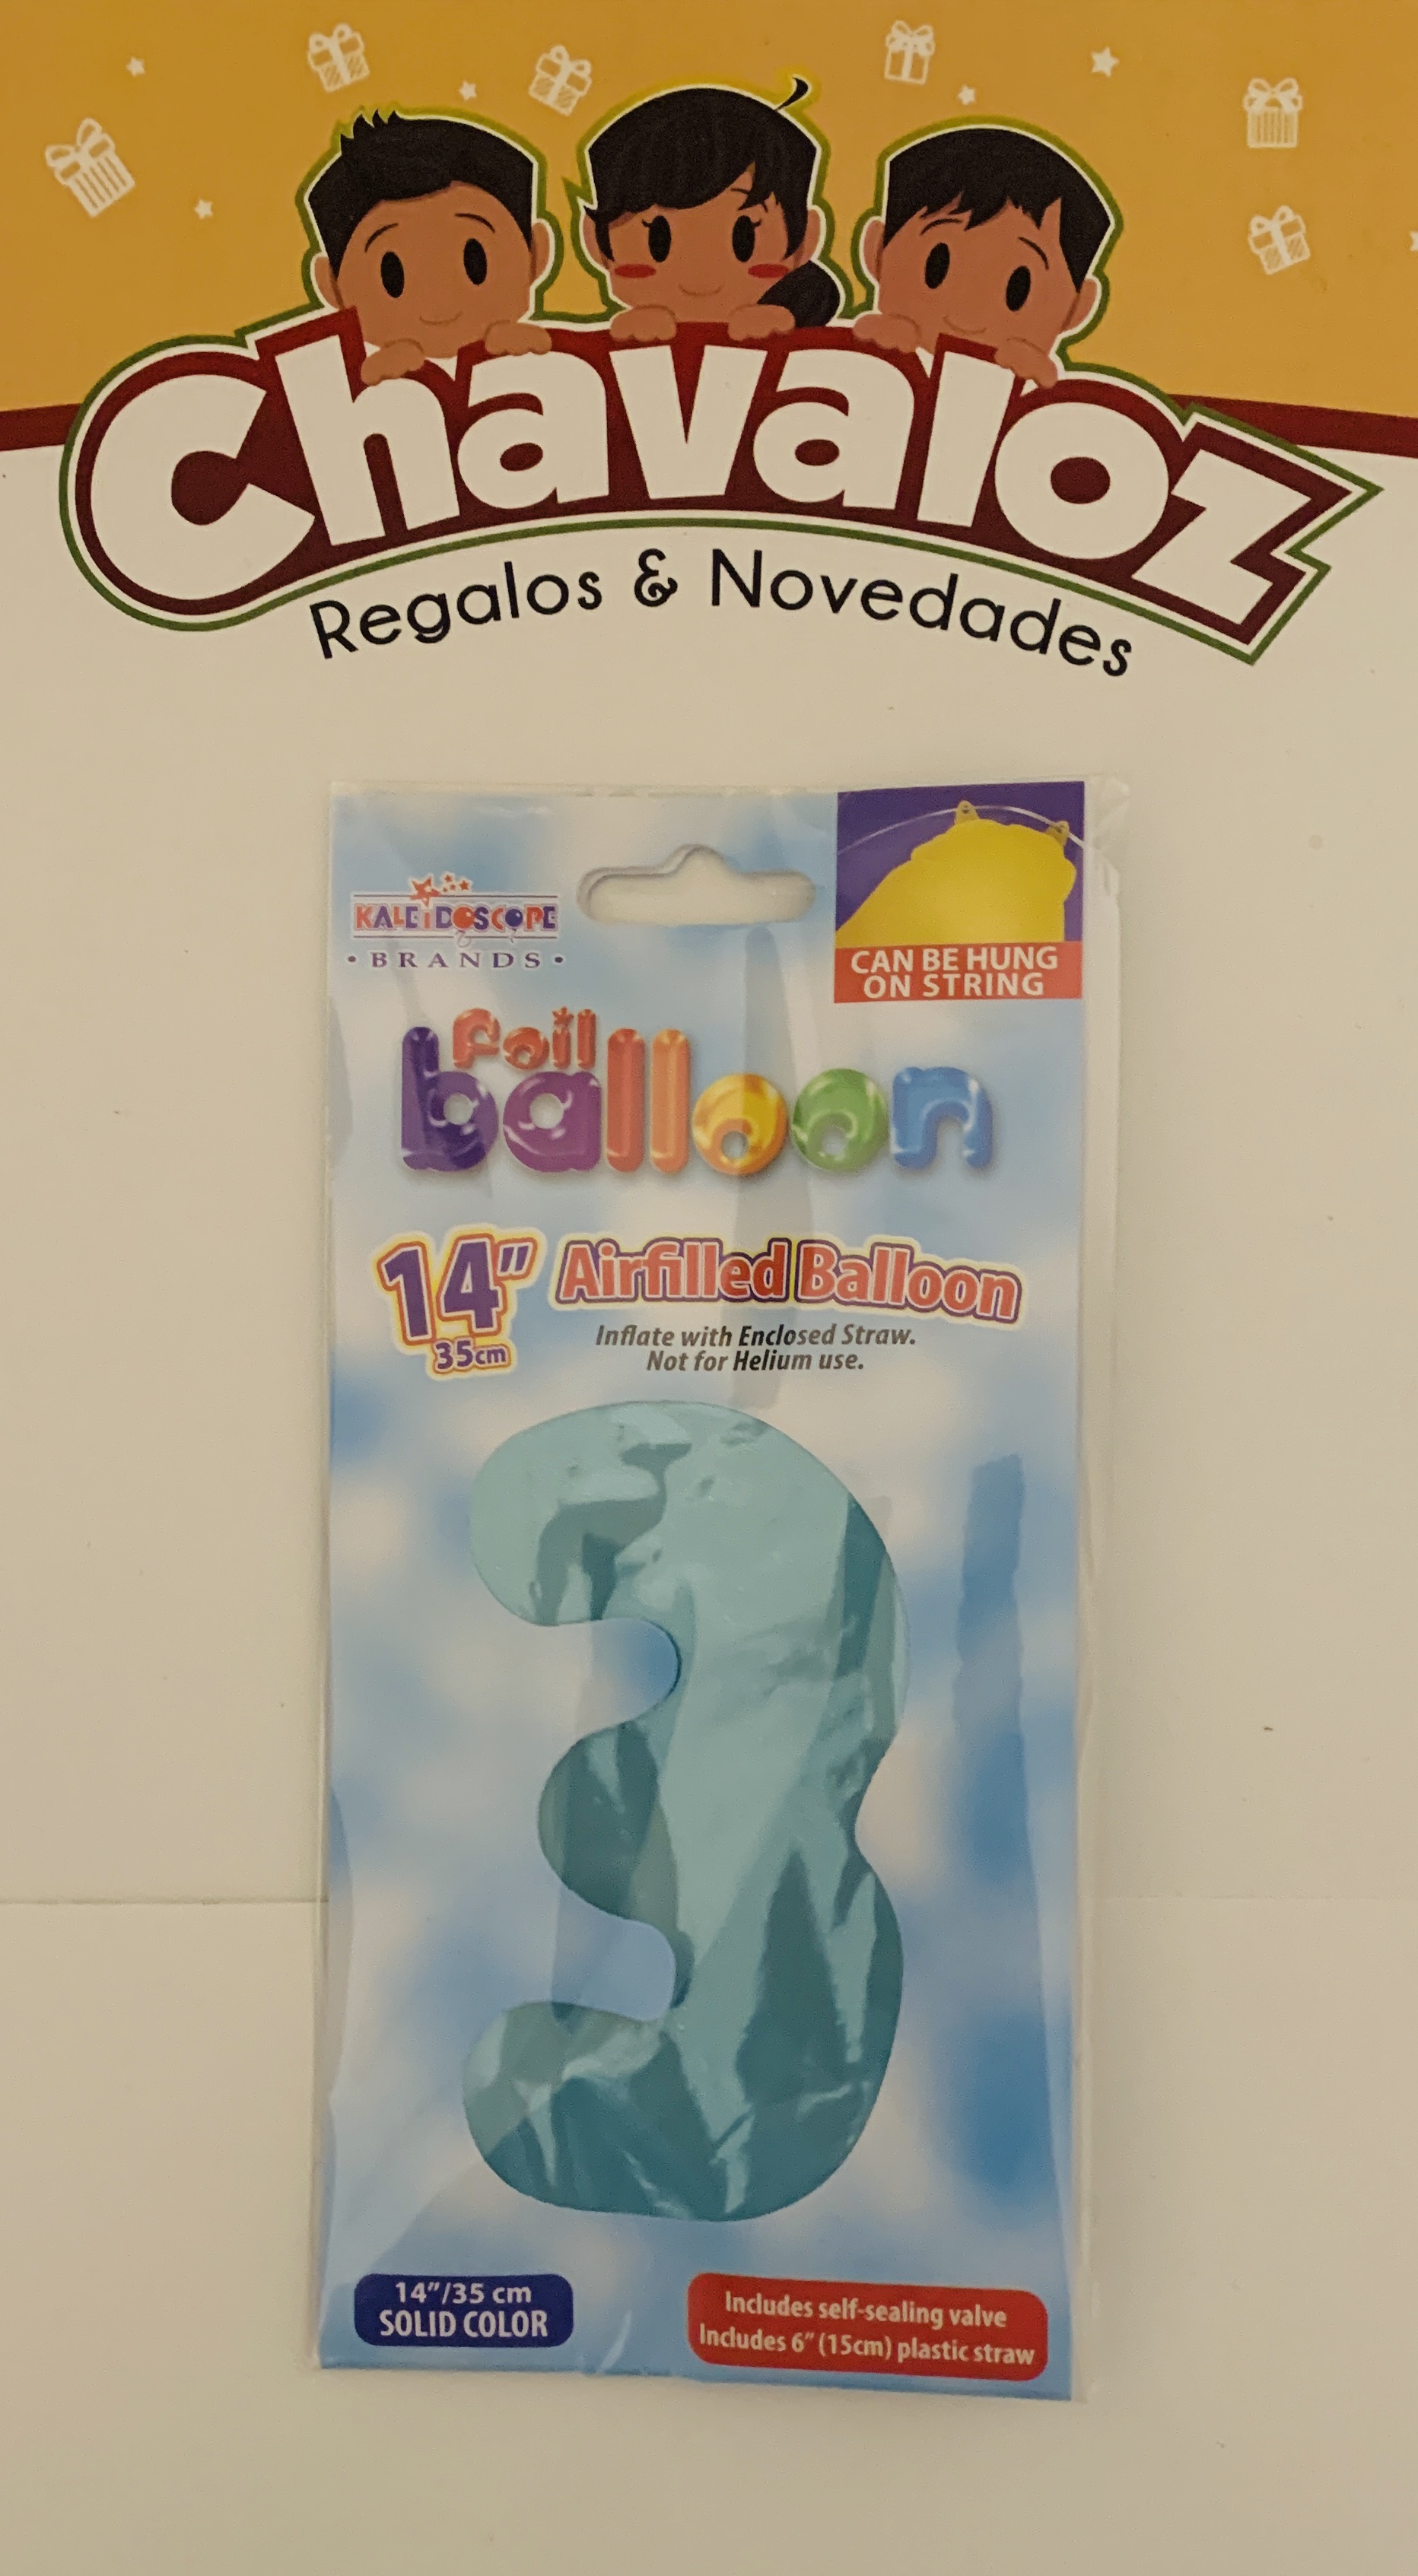 Chavaloz
Regalos & Novedades
KALEIDOSCOPE
• BRANDS •
CAN BE HUNG
ON STRING
foil
balloon
14" Airfilled Balloon
35cm
Inflate with Enclosed Straw.
Not for Helium use.
3
14"/35 cm
SOLID COLOR
Includes self-sealing valve
Includes 6" (15cm) plastic straw